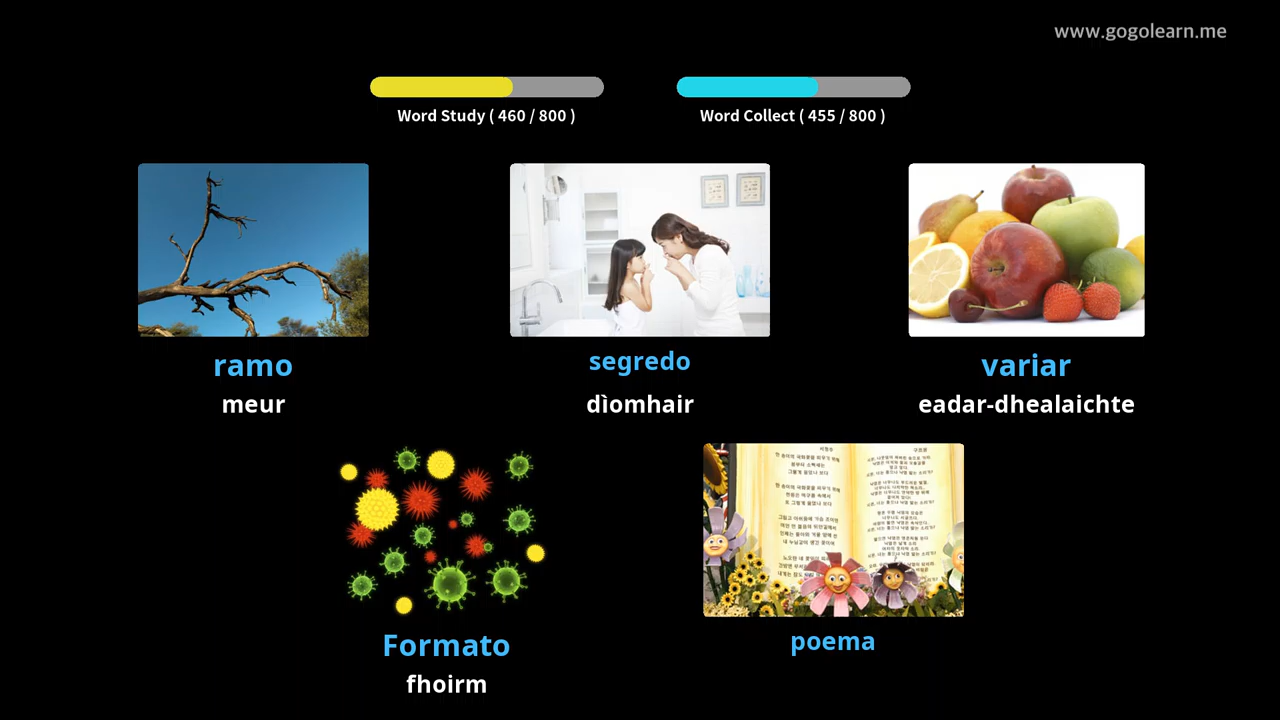 www.gogolearn.me
Word Study ( 460 / 800 )
Word Collect ( 455 / 800 )
ramo
segredo
variar
meur
dìomhair
eadar-dhealaichte
Formato
poema
fhoirm